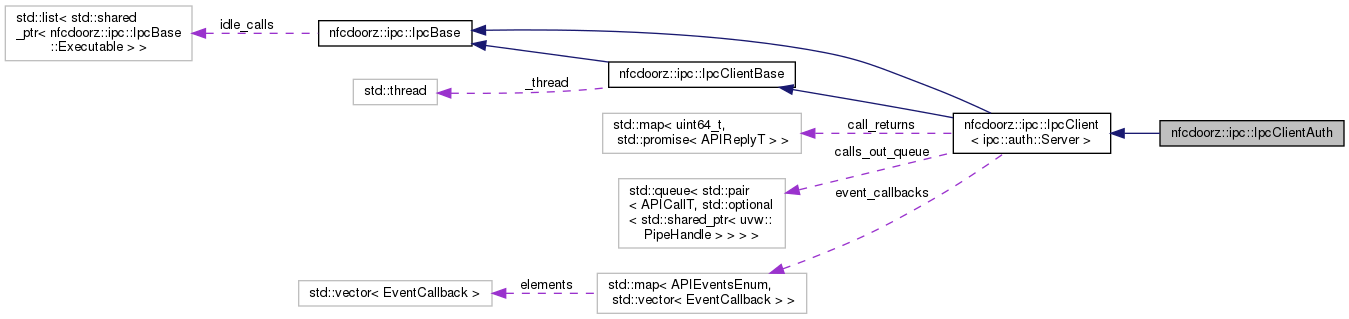 std::list< std::shared
_ptr< nfcdoorz::ipc::IpcBase
::Executable > >
idle_calls
nfcdoorz::ipc::IpcBase
std::thread
_thread
nfcdoorz::ipc::IpcClientBase
std::map< uint64_t,
std::promise< APIReplyT > >
call_returns
nfcdoorz::ipc::IpcClient
< ipc::auth::Server >
nfcdoorz::ipc::IpcClientAuth
calls_out_queue
std::queue< std::pair
< APICallT, std::optional
< std::shared_ptr< uvw::
PipeHandle > > > >
event_callbacks
std::vector< EventCallback >
elements
std::map< APIEventsEnum,
std::vector< EventCallback > >